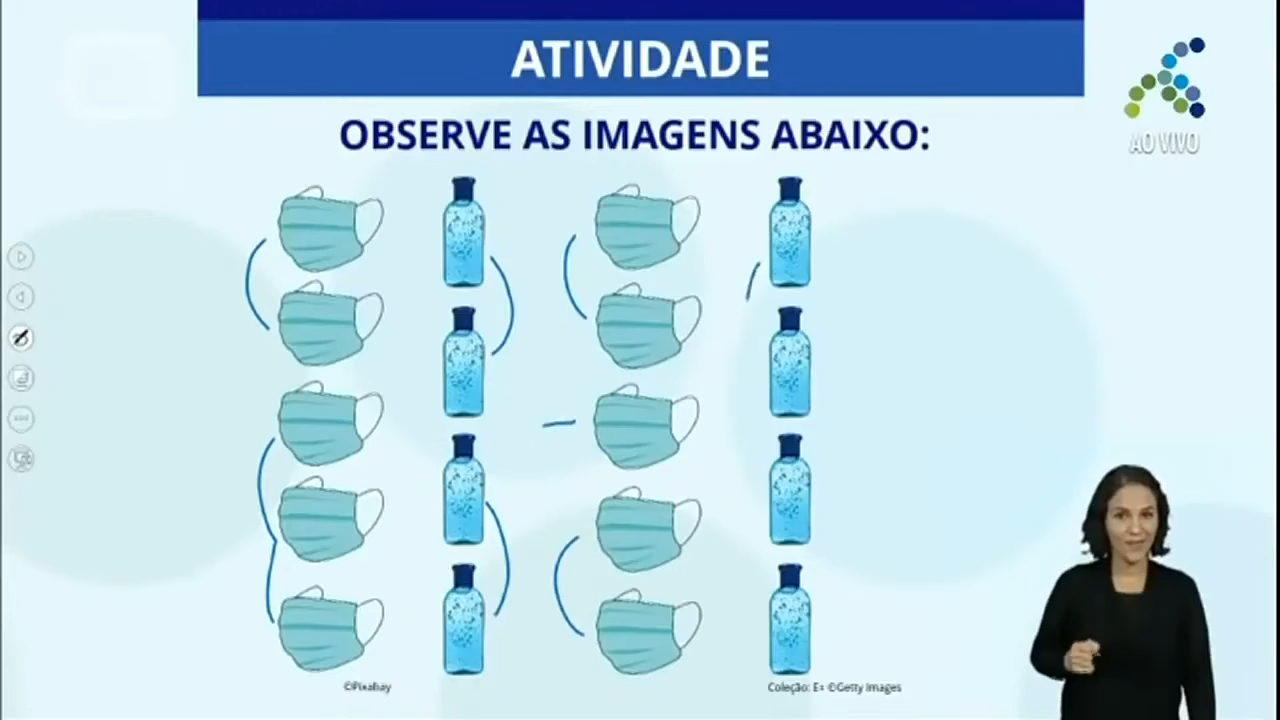 ATIVIDADE
AO VIVO
OBSERVE AS IMAGENS ABAIXO:
©Pixabay
Coleção: E+ ©Getty Images